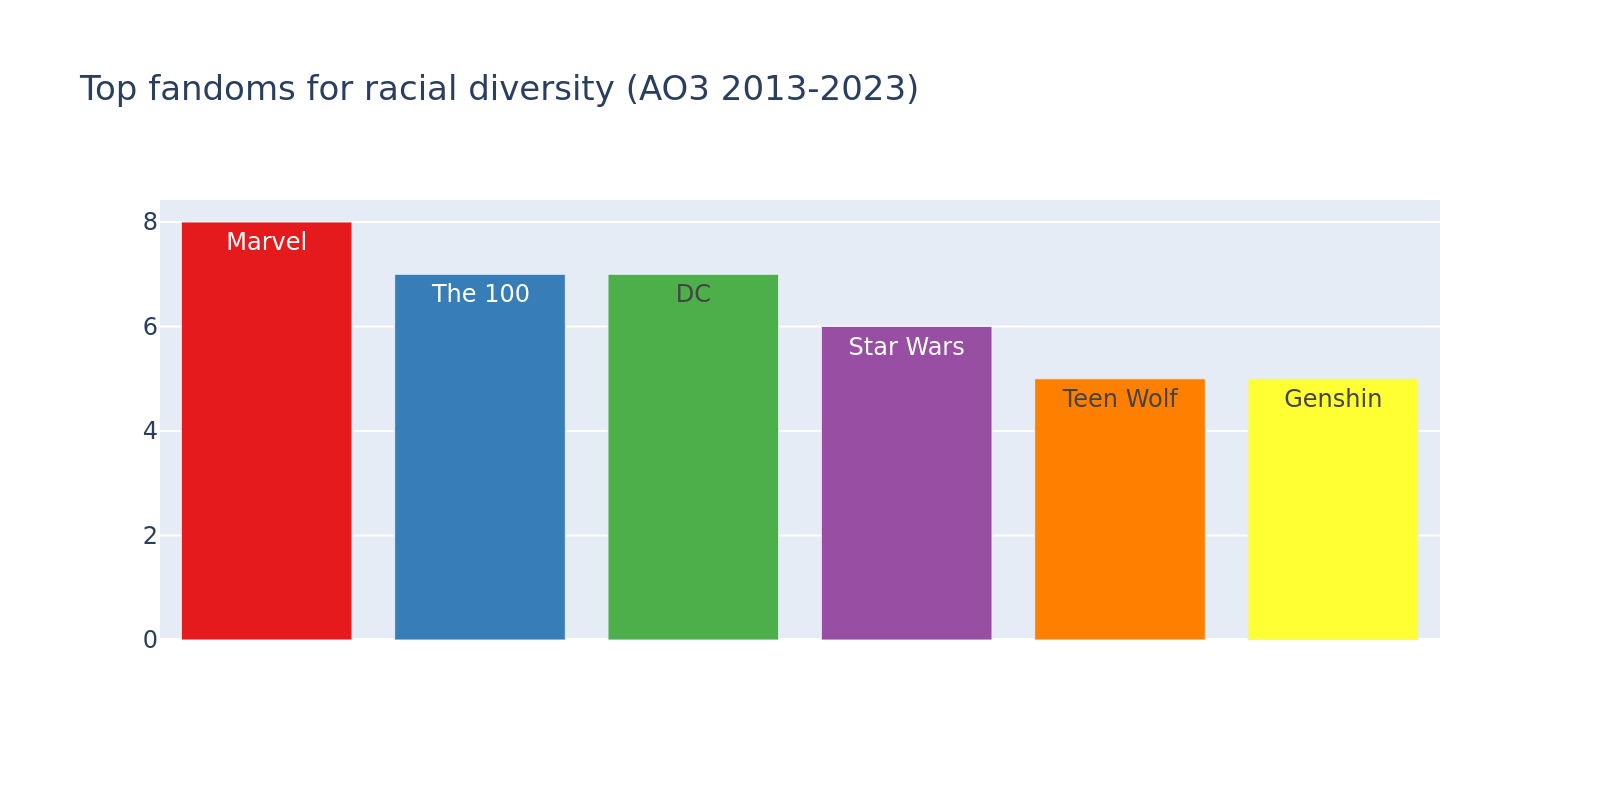 Top fandoms for racial diversity (AO3 2013-2023)
8
6
4
2
0
Marvel
The 100
DC
Star Wars
Teen Wolf
Genshin